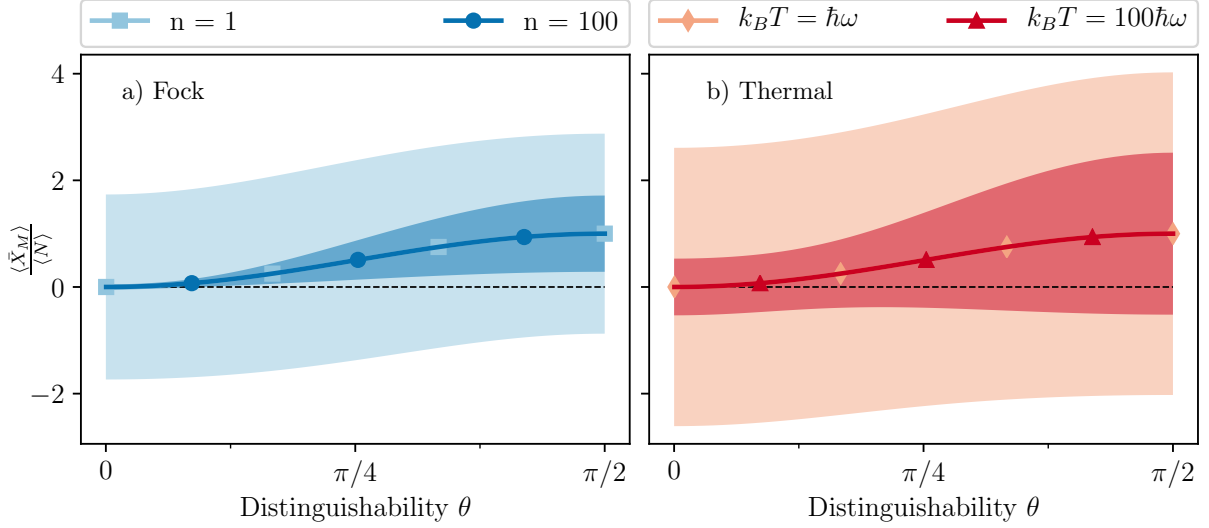 n = 1
n = 100
k_BT = ħω
k_BT = 100ħω
a) Fock
b) Thermal
4
2
0
−2
⟨X̄_M⟩
⟨N⟩
0
π/4
π/2
0
π/4
π/2
Distinguishability θ
Distinguishability θ